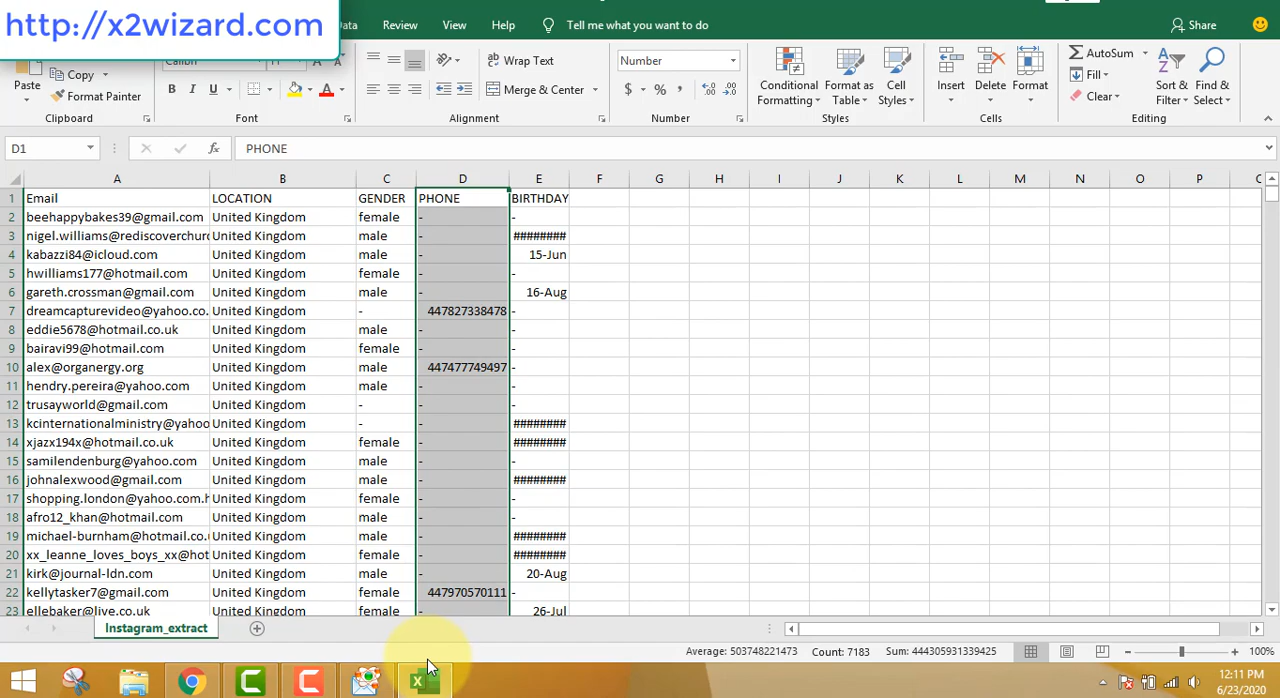 http://x2wizard.com
Data Review View Help Tell me what you want to do Share
Copy Calibri 11 Wrap Text Number AutoSum
Paste Format Painter B I U Merge & Center $ % , Conditional Formatting Format as Table Cell Styles Insert Delete Format Fill Clear Sort & Filter Find & Select
Clipboard Font Alignment Number Styles Cells Editing
D1 fx PHONE
A B C D E F G H I J K L M N O P
1 Email LOCATION GENDER PHONE BIRTHDAY
2 beehappybakes39@gmail.com United Kingdom female - -
3 nigel.williams@rediscoverchur United Kingdom male - ########
4 kabazzi84@icloud.com United Kingdom male - 15-Jun
5 hwilliams177@hotmail.com United Kingdom female - -
6 gareth.crossman@gmail.com United Kingdom male - 16-Aug
7 dreamcapturevideo@yahoo.co. United Kingdom - 447827338478 -
8 eddie5678@hotmail.co.uk United Kingdom male - -
9 bairavi99@hotmail.com United Kingdom female - -
10 alex@organergy.org United Kingdom male 447477749497 -
11 hendry.pereira@yahoo.com United Kingdom male - -
12 trusayworld@gmail.com United Kingdom - - -
13 kcinternationalministry@yahoo United Kingdom - - ########
14 xjazx194x@hotmail.co.uk United Kingdom female - ########
15 samilendenburg@yahoo.com United Kingdom male - -
16 johnalexwood@gmail.com United Kingdom male - ########
17 shopping.london@yahoo.com.h United Kingdom female - -
18 afro12_khan@hotmail.com United Kingdom male - -
19 michael-burnham@hotmail.co.u United Kingdom male - ########
20 xx_leanne_loves_boys_xx@hot United Kingdom female - ########
21 kirk@journal-ldn.com United Kingdom male - 20-Aug
22 kellytasker7@gmail.com United Kingdom female 447970570111 -
23 ellebaker@live.co.uk United Kingdom female - 26-Jul
Instagram_extract
Average: 503748221473 Count: 7183 Sum: 444305931339425 100%
12:11 PM
6/23/2020